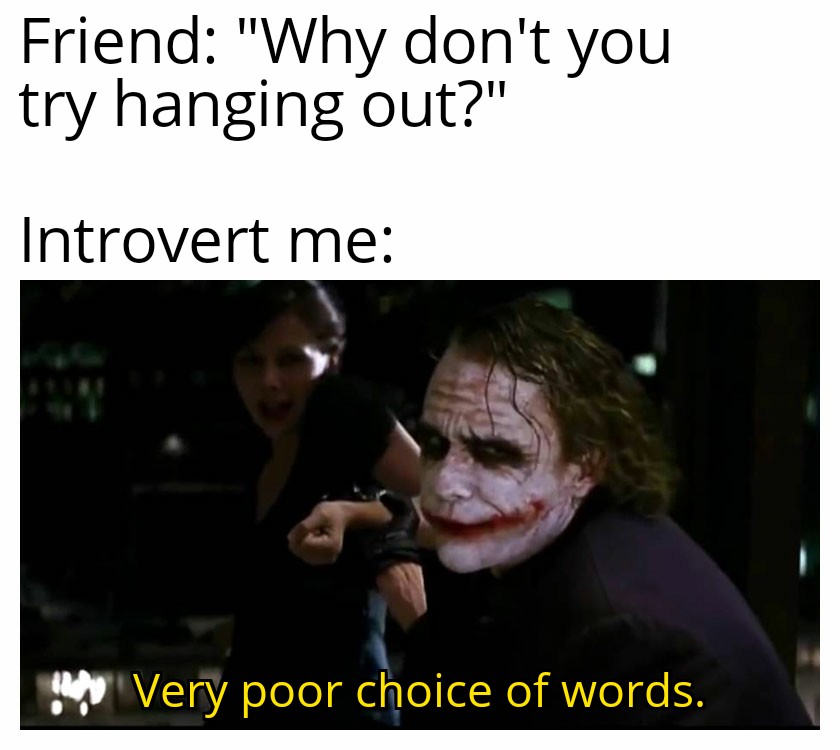 Friend: "Why don't you
try hanging out?"
Introvert me:
Very poor choice of words.